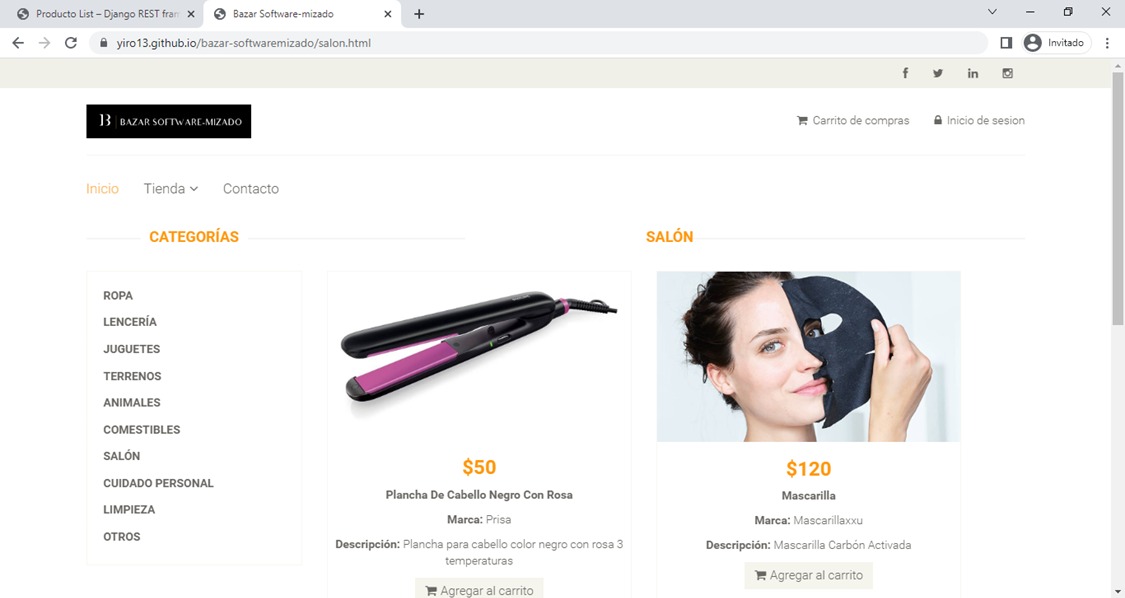 Producto List – Django REST fram
Bazar Software-mizado
yiro13.github.io/bazar-softwaremizado/salon.html
Invitado
BAZAR SOFTWARE-MIZADO
Carrito de compras
Inicio de sesion
Inicio
Tienda
Contacto
CATEGORÍAS
SALÓN
ROPA
LENCERÍA
JUGUETES
TERRENOS
ANIMALES
COMESTIBLES
SALÓN
CUIDADO PERSONAL
LIMPIEZA
OTROS
$50
Plancha De Cabello Negro Con Rosa
Marca: Prisa
Descripción: Plancha para cabello color negro con rosa 3
temperaturas
Agregar al carrito
$120
Mascarilla
Marca: Mascarillaxxu
Descripción: Mascarilla Carbón Activada
Agregar al carrito